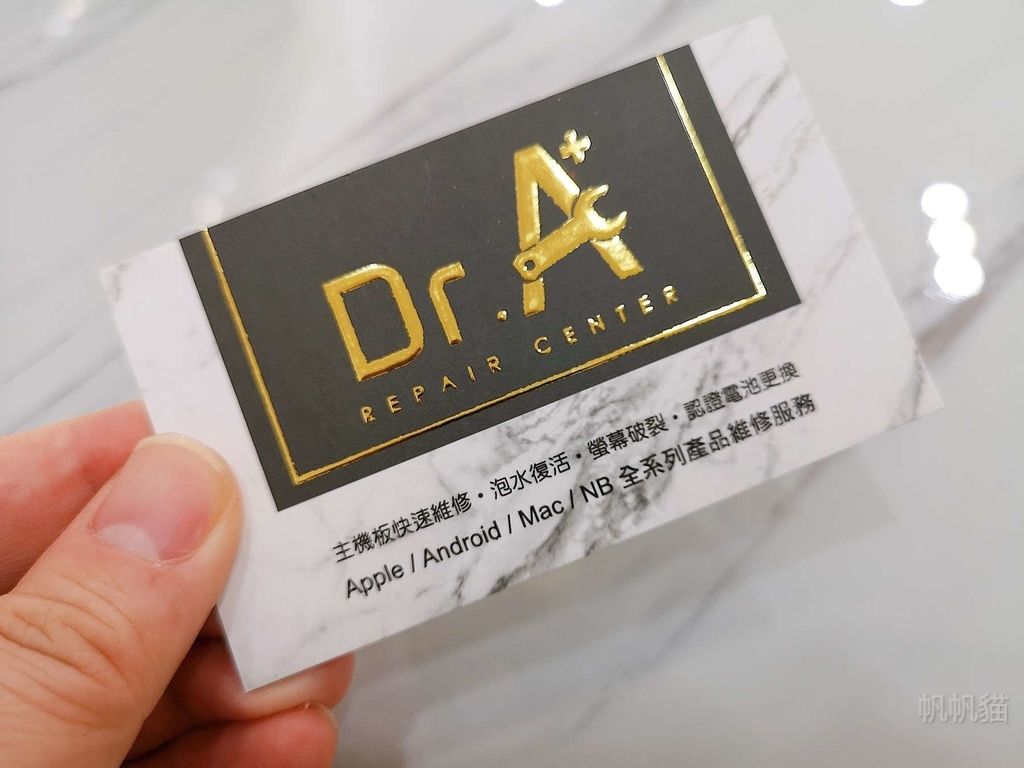 Dr.A+
REPAIR CENTER
主機板快速維修·泡水復活·螢幕破裂·認證電池更換
Apple / Android / Mac / NB 全系列產品維修服務
帆帆貓